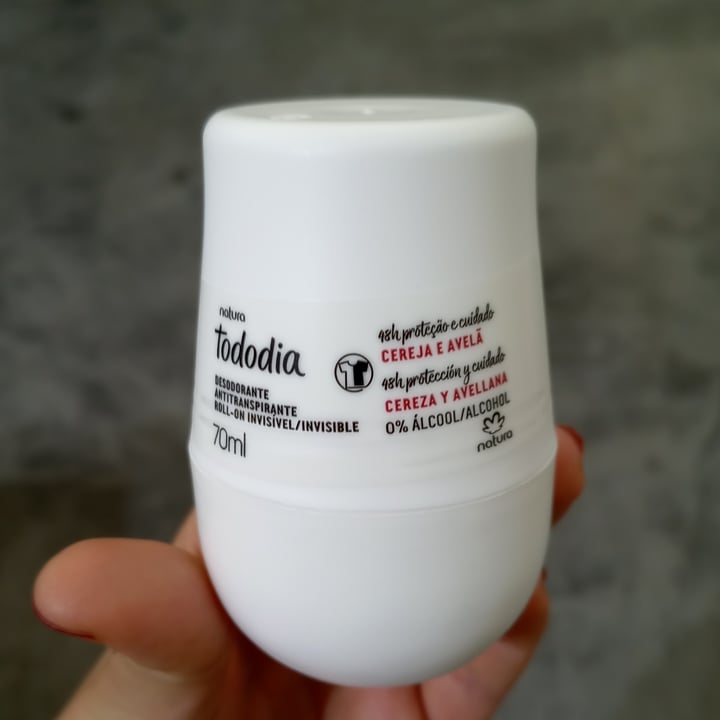 natura
tododia
DESODORANTE
ANTITRANSPIRANTE
ROLL-ON INVISÍVEL/INVISIBLE
70ml
48h proteção e cuidado
CEREJA E AVELÃ
48h protección y cuidado
CEREZA Y AVELLANA
0% ÁLCOOL/ALCOHOL
natura